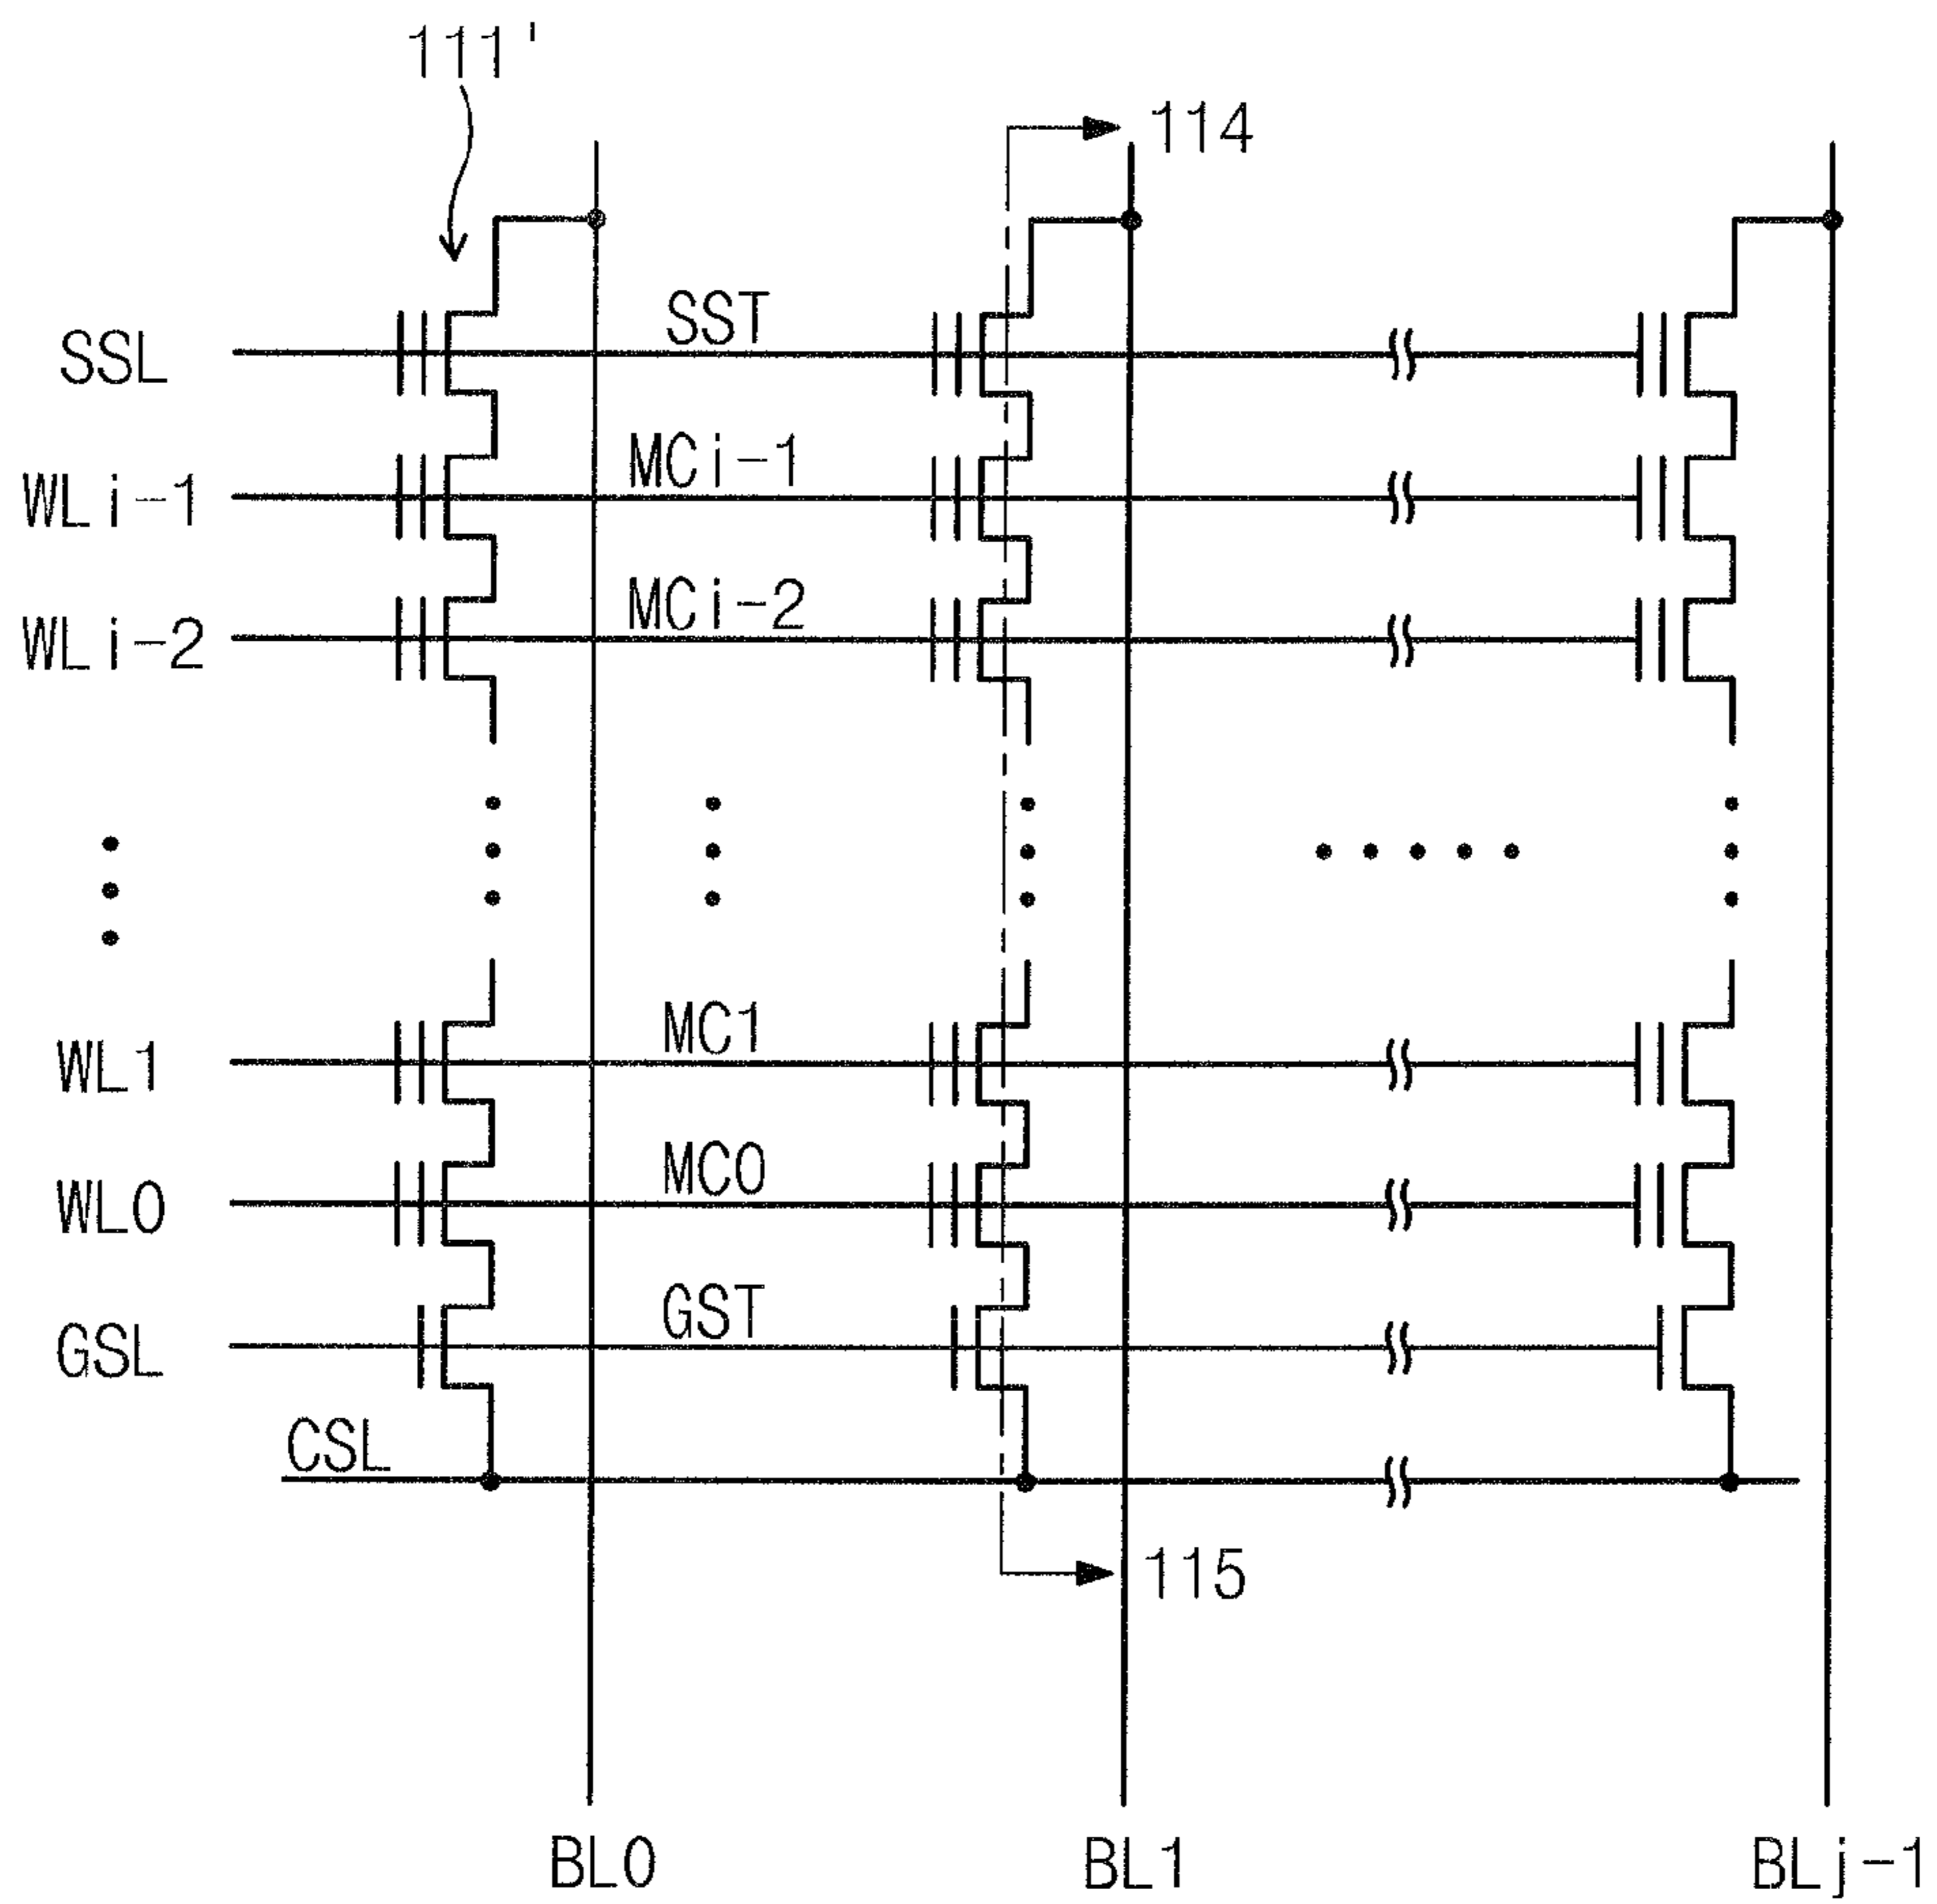 111'
114
SSL
SST
WLi-1
MCi-1
WLi-2
MCi-2
WL1
MC1
WL0
MC0
GSL
GST
CSL
115
BL0
BL1
BLj-1